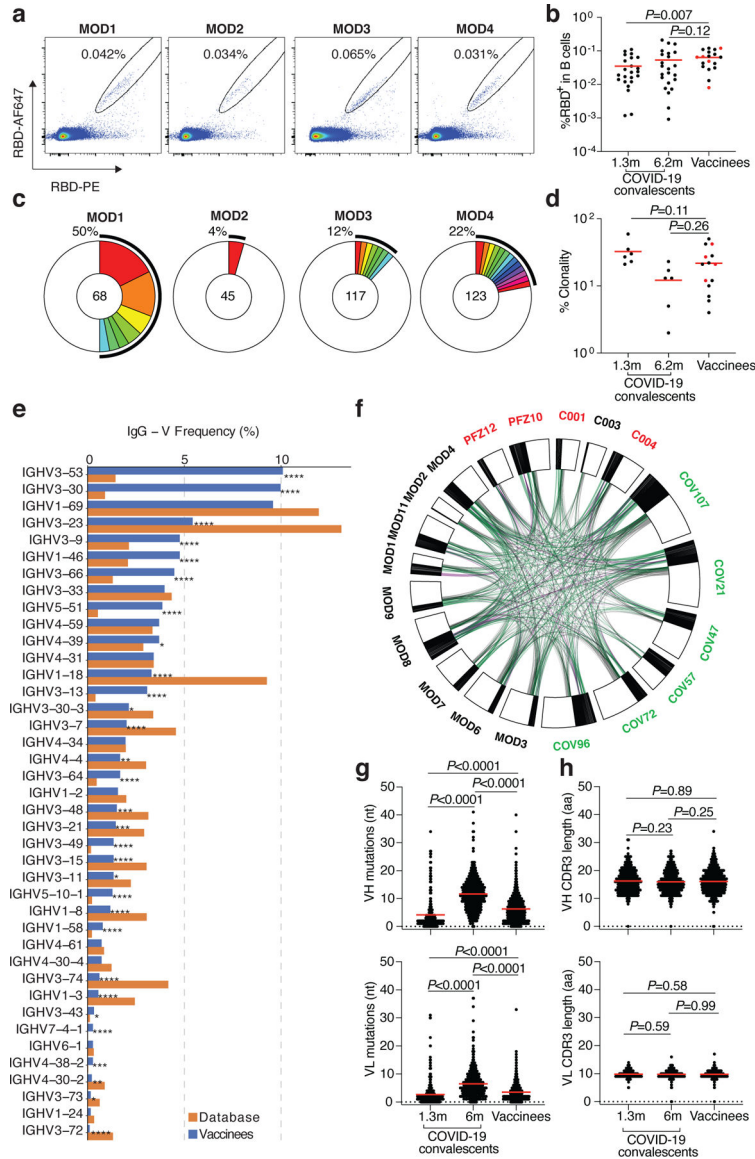 a
MOD1 MOD2 MOD3 MOD4
0.042% 0.034% 0.065% 0.031%
RBD-AF647
RBD-PE
b
P=0.007
P=0.12
%RBD+ in B cells
10⁰
10⁻¹
10⁻²
10⁻³
10⁻⁴
1.3m 6.2m Vaccinees
COVID-19
convalescents
c
MOD1 MOD2 MOD3 MOD4
50% 4% 12% 22%
68 45 117 123
d
P=0.11
P=0.26
% Clonality
10²
10¹
10⁰
1.3m 6.2m Vaccinees
COVID-19
convalescents
e
IgG – V Frequency (%)
0 5 10
IGHV3–53 ****
IGHV3–30 ****
IGHV1–69
IGHV3–23 ****
IGHV3–9 ****
IGHV1–46 ****
IGHV3–66 ****
IGHV3–33
IGHV5–51 ****
IGHV4–59
IGHV4–39 *
IGHV4–31
IGHV1–18 ****
IGHV3–13 ****
IGHV3–30–3 *
IGHV3–7 ****
IGHV4–34
IGHV4–4 **
IGHV3–64 ****
IGHV1–2
IGHV3–48 ***
IGHV3–21 ***
IGHV3–49 ****
IGHV3–15 ****
IGHV3–11 *
IGHV5–10–1 ****
IGHV1–8 ****
IGHV1–58 ****
IGHV4–61
IGHV4–30–4
IGHV3–74 ****
IGHV1–3 ****
IGHV3–43 *
IGHV7–4–1 ****
IGHV6–1
IGHV4–38–2 ***
IGHV4–30–2 **
IGHV3–73 *
IGHV1–24
IGHV3–72 ****
Database
Vaccinees
f
PFZ12
PFZ10
C001
C003
C004
COV107
COV21
COV47
COV57
COV72
COV96
MOD3
MOD6
MOD7
MOD8
MOD9
MOD1
MOD11
MOD2
MOD4
g
P<0.0001
P<0.0001
P<0.0001
VH mutations (nt)
50
40
30
20
10
0
P<0.0001
P<0.0001
P<0.0001
VL mutations (nt)
50
40
30
20
10
0
1.3m 6m Vaccinees
COVID-19
convalescents
h
P=0.89
P=0.25
P=0.23
VH CDR3 length (aa)
50
40
30
20
10
0
P=0.58
P=0.99
P=0.59
VL CDR3 length (aa)
50
40
30
20
10
0
1.3m 6m Vaccinees
COVID-19
convalescents